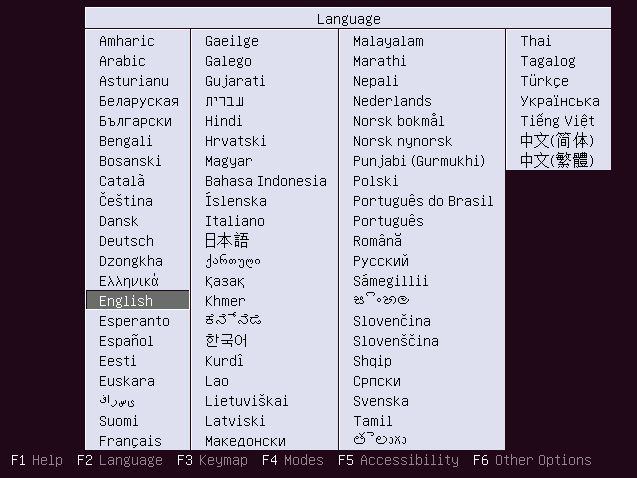 Language
Amharic
Arabic
Asturianu
Беларуская
Български
Bengali
Bosanski
Català
Čeština
Dansk
Deutsch
Dzongkha
Ελληνικά
English
Esperanto
Español
Eesti
Euskara
Suomi
Français
Gaeilge
Galego
Gujarati
עברית
Hindi
Hrvatski
Magyar
Bahasa Indonesia
Íslenska
Italiano
日本語
ქართული
Қазақ
Khmer
한국어
Kurdî
Lao
Lietuviškai
Latviski
Македонски
Malayalam
Marathi
Nepali
Nederlands
Norsk bokmål
Norsk nynorsk
Punjabi (Gurmukhi)
Polski
Português do Brasil
Português
Română
Русский
Sámegillii
Slovenčina
Slovenščina
Shqip
Српски
Svenska
Tamil
Thai
Tagalog
Türkçe
Українська
Tiếng Việt
中文(简体)
中文(繁體)
F1 Help F2 Language F3 Keymap F4 Modes F5 Accessibility F6 Other Options